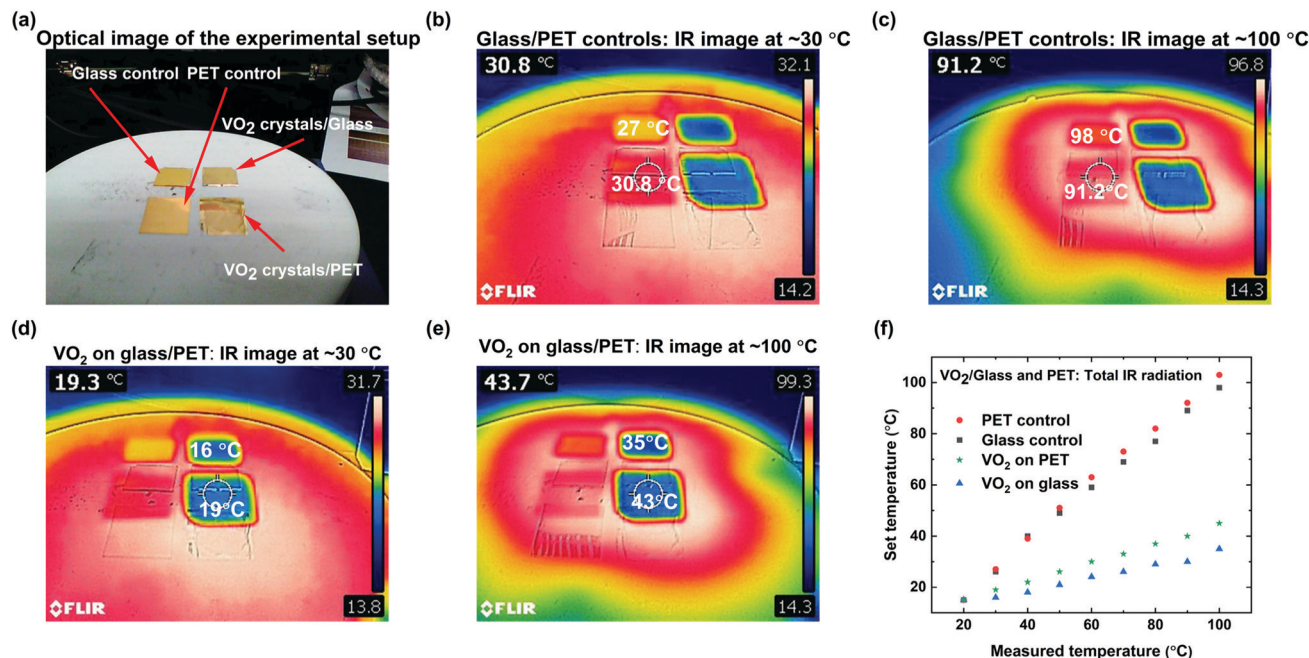 (a)
Optical image of the experimental setup
Glass control PET control
VO2 crystals/Glass
VO2 crystals/PET
(b)
Glass/PET controls: IR image at ~30 °C
30.8 °C
32.1
27 °C
30.8 °C
FLIR
14.2
(c)
Glass/PET controls: IR image at ~100 °C
91.2 °C
96.8
98 °C
91.2°C
FLIR
14.3
(d)
VO2 on glass/PET: IR image at ~30 °C
19.3 °C
31.7
16 °C
19°C
FLIR
13.8
(e)
VO2 on glass/PET: IR image at ~100 °C
43.7 °C
99.3
35°C
43°C
FLIR
14.3
(f)
VO2/Glass and PET: Total IR radiation
PET control
Glass control
VO2 on PET
VO2 on glass
Set temperature (°C)
100
80
60
40
20
20 40 60 80 100
Measured temperature (°C)